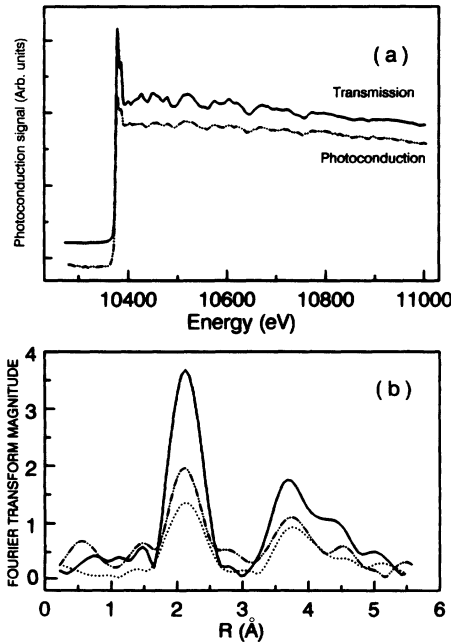 (a)
Transmission
Photoconduction
Photoconduction signal (Arb. units)
10400 10600 10800 11000
Energy (eV)
(b)
FOURIER TRANSFORM MAGNITUDE
4
3
2
1
0
0 1 2 3 4 5 6
R (Å)